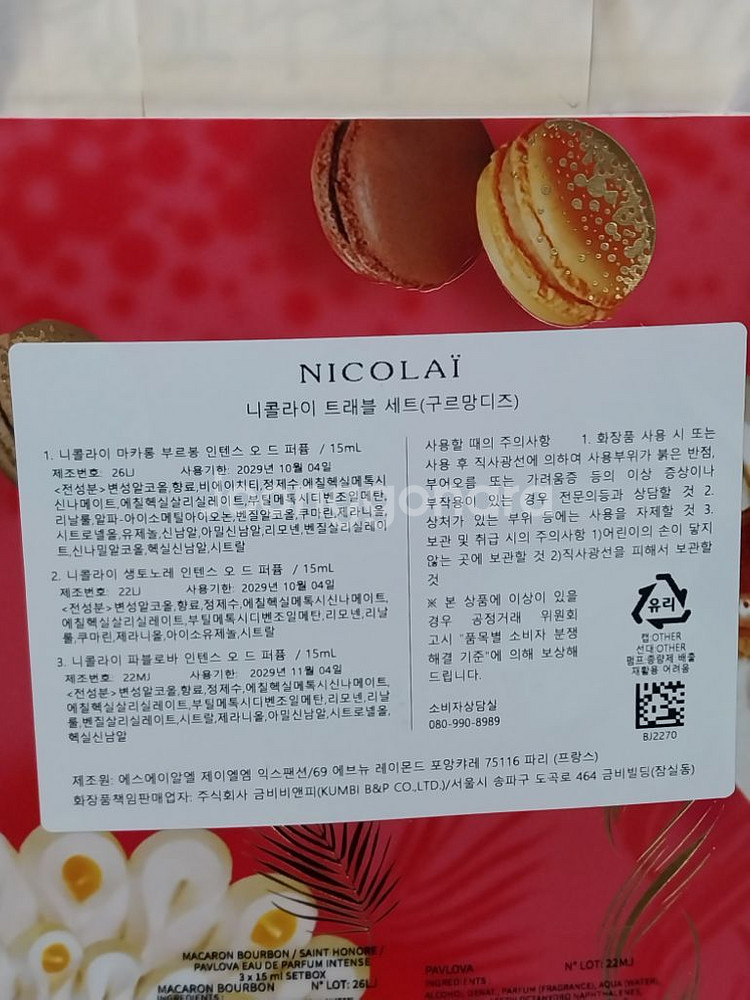 NICOLAÏ
니콜라이 트래블 세트(구르망디즈)
1. 니콜라이 마카롱 부르봉 인텐스 오 드 퍼퓸 / 15mL
제조번호: 26LI 사용기한: 2029년 10월 04일
<전성분>변성알코올,향료,비에이치티,정제수,에칠헥실메톡시
신나메이트,에칠헥실살리실레이트,부틸메톡시디벤조일메탄,
리날룰,알파-아이소메틸아이오논,벤질알코올,쿠마린,제라니올,
시트로넬올,유제놀,신남알,아밀신남알,리모넨,벤질살리실레이
트,신나밀알코올,헥실신남알,시트랄
2. 니콜라이 생토노레 인텐스 오 드 퍼퓸 / 15mL
제조번호: 22LI 사용기한: 2029년 10월 04일
<전성분>변성알코올,향료,정제수,에칠헥실메톡시신나메이트,
에칠헥실살리실레이트,부틸메톡시디벤조일메탄,리모넨,리날
룰,쿠마린,제라니올,아이소유제놀,시트랄
3. 니콜라이 파블로바 인텐스 오 드 퍼퓸 / 15mL
제조번호: 22MJ 사용기한: 2029년 11월 04일
<전성분>변성알코올,향료,정제수,에칠헥실메톡시신나메이트,
에칠헥실살리실레이트,부틸메톡시디벤조일메탄,리모넨,리날
룰,벤질살리실레이트,시트랄,제라니올,아밀신남알,시트로넬올,
헥실신남알
사용할 때의 주의사항 1. 화장품 사용 시 또는
사용 후 직사광선에 의하여 사용부위가 붉은 반점,
부어오름 또는 가려움증 등의 이상 증상이나
부작용이 있는 경우 전문의등과 상담할 것 2.
상처가 있는 부위 등에는 사용을 자제할 것 3.
보관 및 취급 시의 주의사항 1)어린이의 손이 닿지
않는 곳에 보관할 것 2)직사광선을 피해서 보관할
것
※ 본 상품에 이상이 있을
경우 공정거래 위원회
고시 "품목별 소비자 분쟁
해결 기준"에 의해 보상해
드립니다.
소비자상담실
080-990-8989
유리
캡:OTHER
선대:OTHER
펌프:중량제 배출
재활용 어려움
BJ2270
제조원: 에스에이알엘 제이엘엠 익스팬션/69 에브뉴 레이몬드 포앙캬레 75116 파리 (프랑스)
화장품책임판매업자: 주식회사 금비비앤피(KUMBI B&P CO.,LTD.)/서울시 송파구 도곡로 464 금비빌딩(잠실동)
MACARON BOURBON / SAINT HONORE /
PAVLOVA EAU DE PARFUM INTENSE
3 x 15 ml SETBOX
MACARON BOURBON N° LOT: 26LJ
INGREDIENTS
PAVLOVA N° LOT: 22MJ
INGREDIENTS
ALCOHOL DENAT., PARFUM (FRAGRANCE), AQUA (WATER),